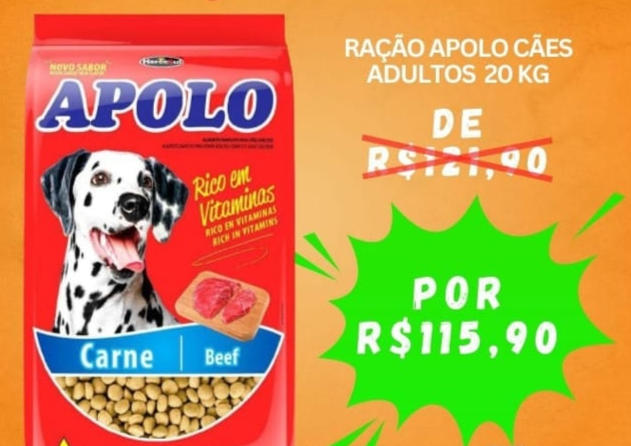 RAÇÃO APOLO CÃES
ADULTOS 20 KG
DE
R$121,90
POR
R$115,90
NOVO SABOR
APOLO
Rico em
Vitaminas
RICO EN VITAMINAS
RICH IN VITAMINS
Carne | Beef